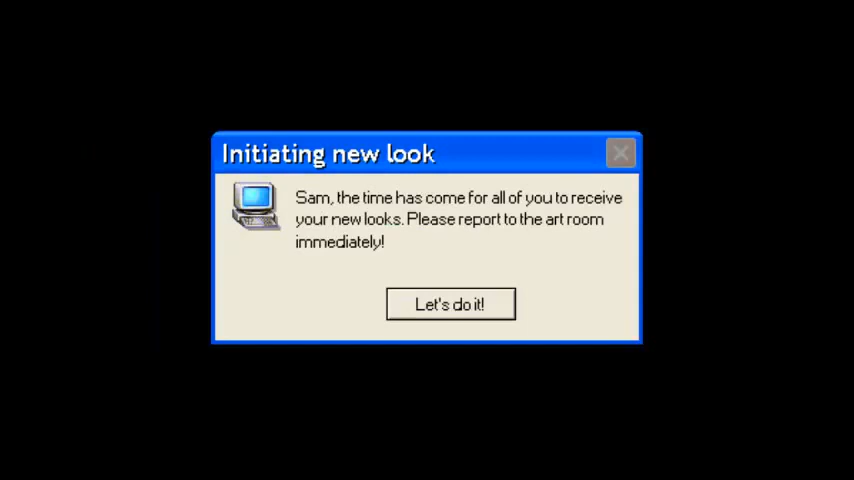 Initiating new look
Sam, the time has come for all of you to receive
your new looks. Please report to the art room
immediately!
Let's do it!